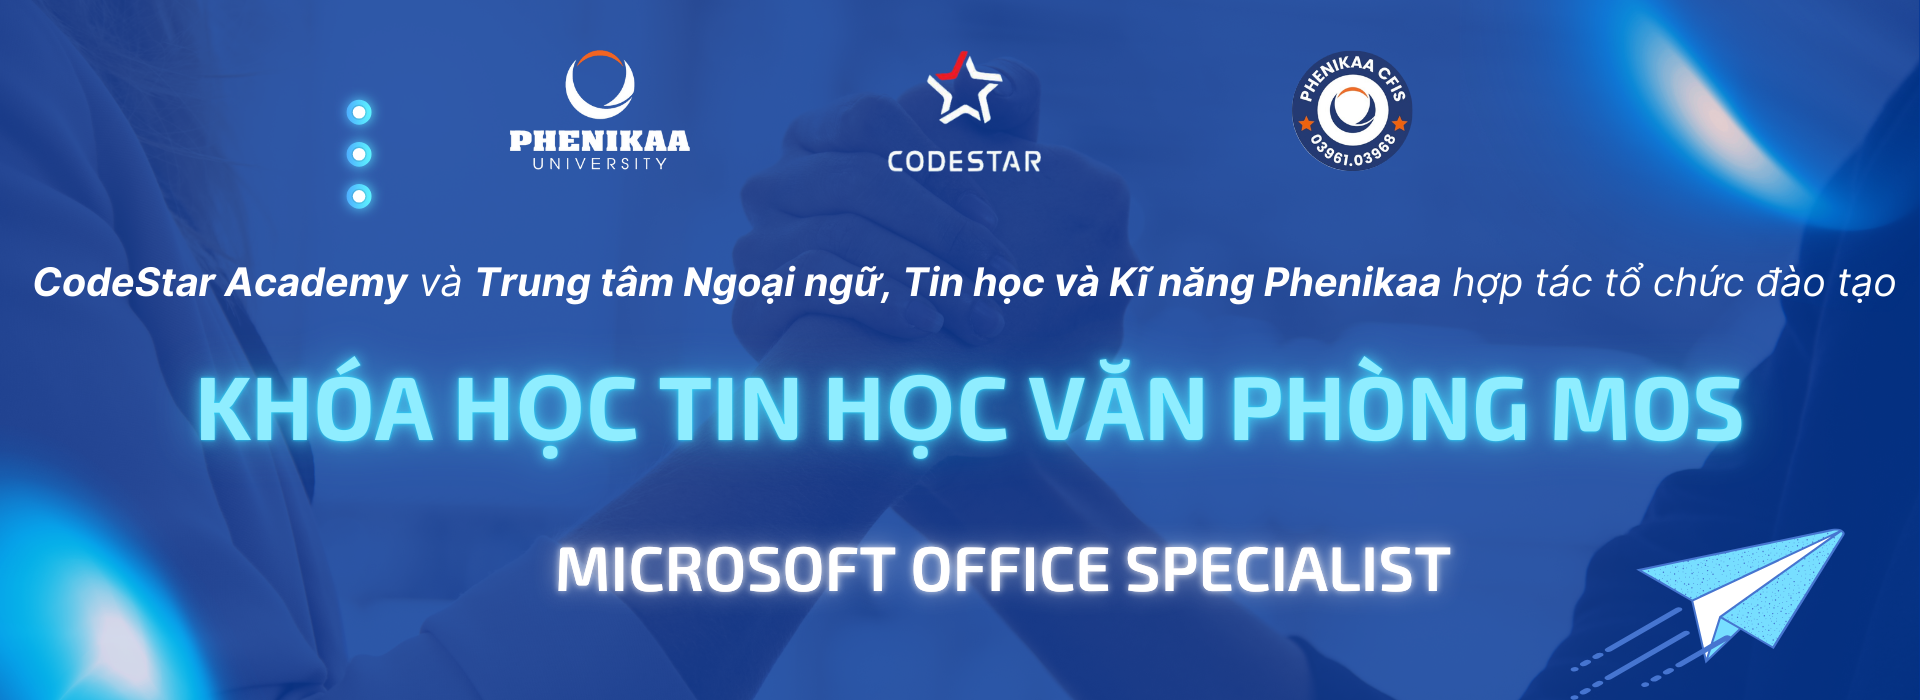 PHENIKAA
UNIVERSITY
CODESTAR
PHENIKAA CFIS
03961.03968
CodeStar Academy và Trung tâm Ngoại ngữ, Tin học và Kĩ năng Phenikaa hợp tác tổ chức đào tạo
KHÓA HỌC TIN HỌC VĂN PHÒNG MOS
MICROSOFT OFFICE SPECIALIST